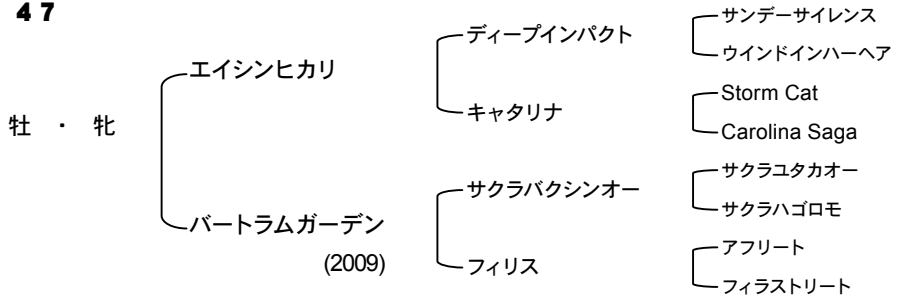 47
牡 ・ 牝
エイシンヒカリ
バートラムガーデン
(2009)
ディープインパクト
キャタリナ
サクラバクシンオー
フィリス
サンデーサイレンス
ウインドインハーヘア
Storm Cat
Carolina Saga
サクラユタカオー
サクラハゴロモ
アフリート
フィラストリート